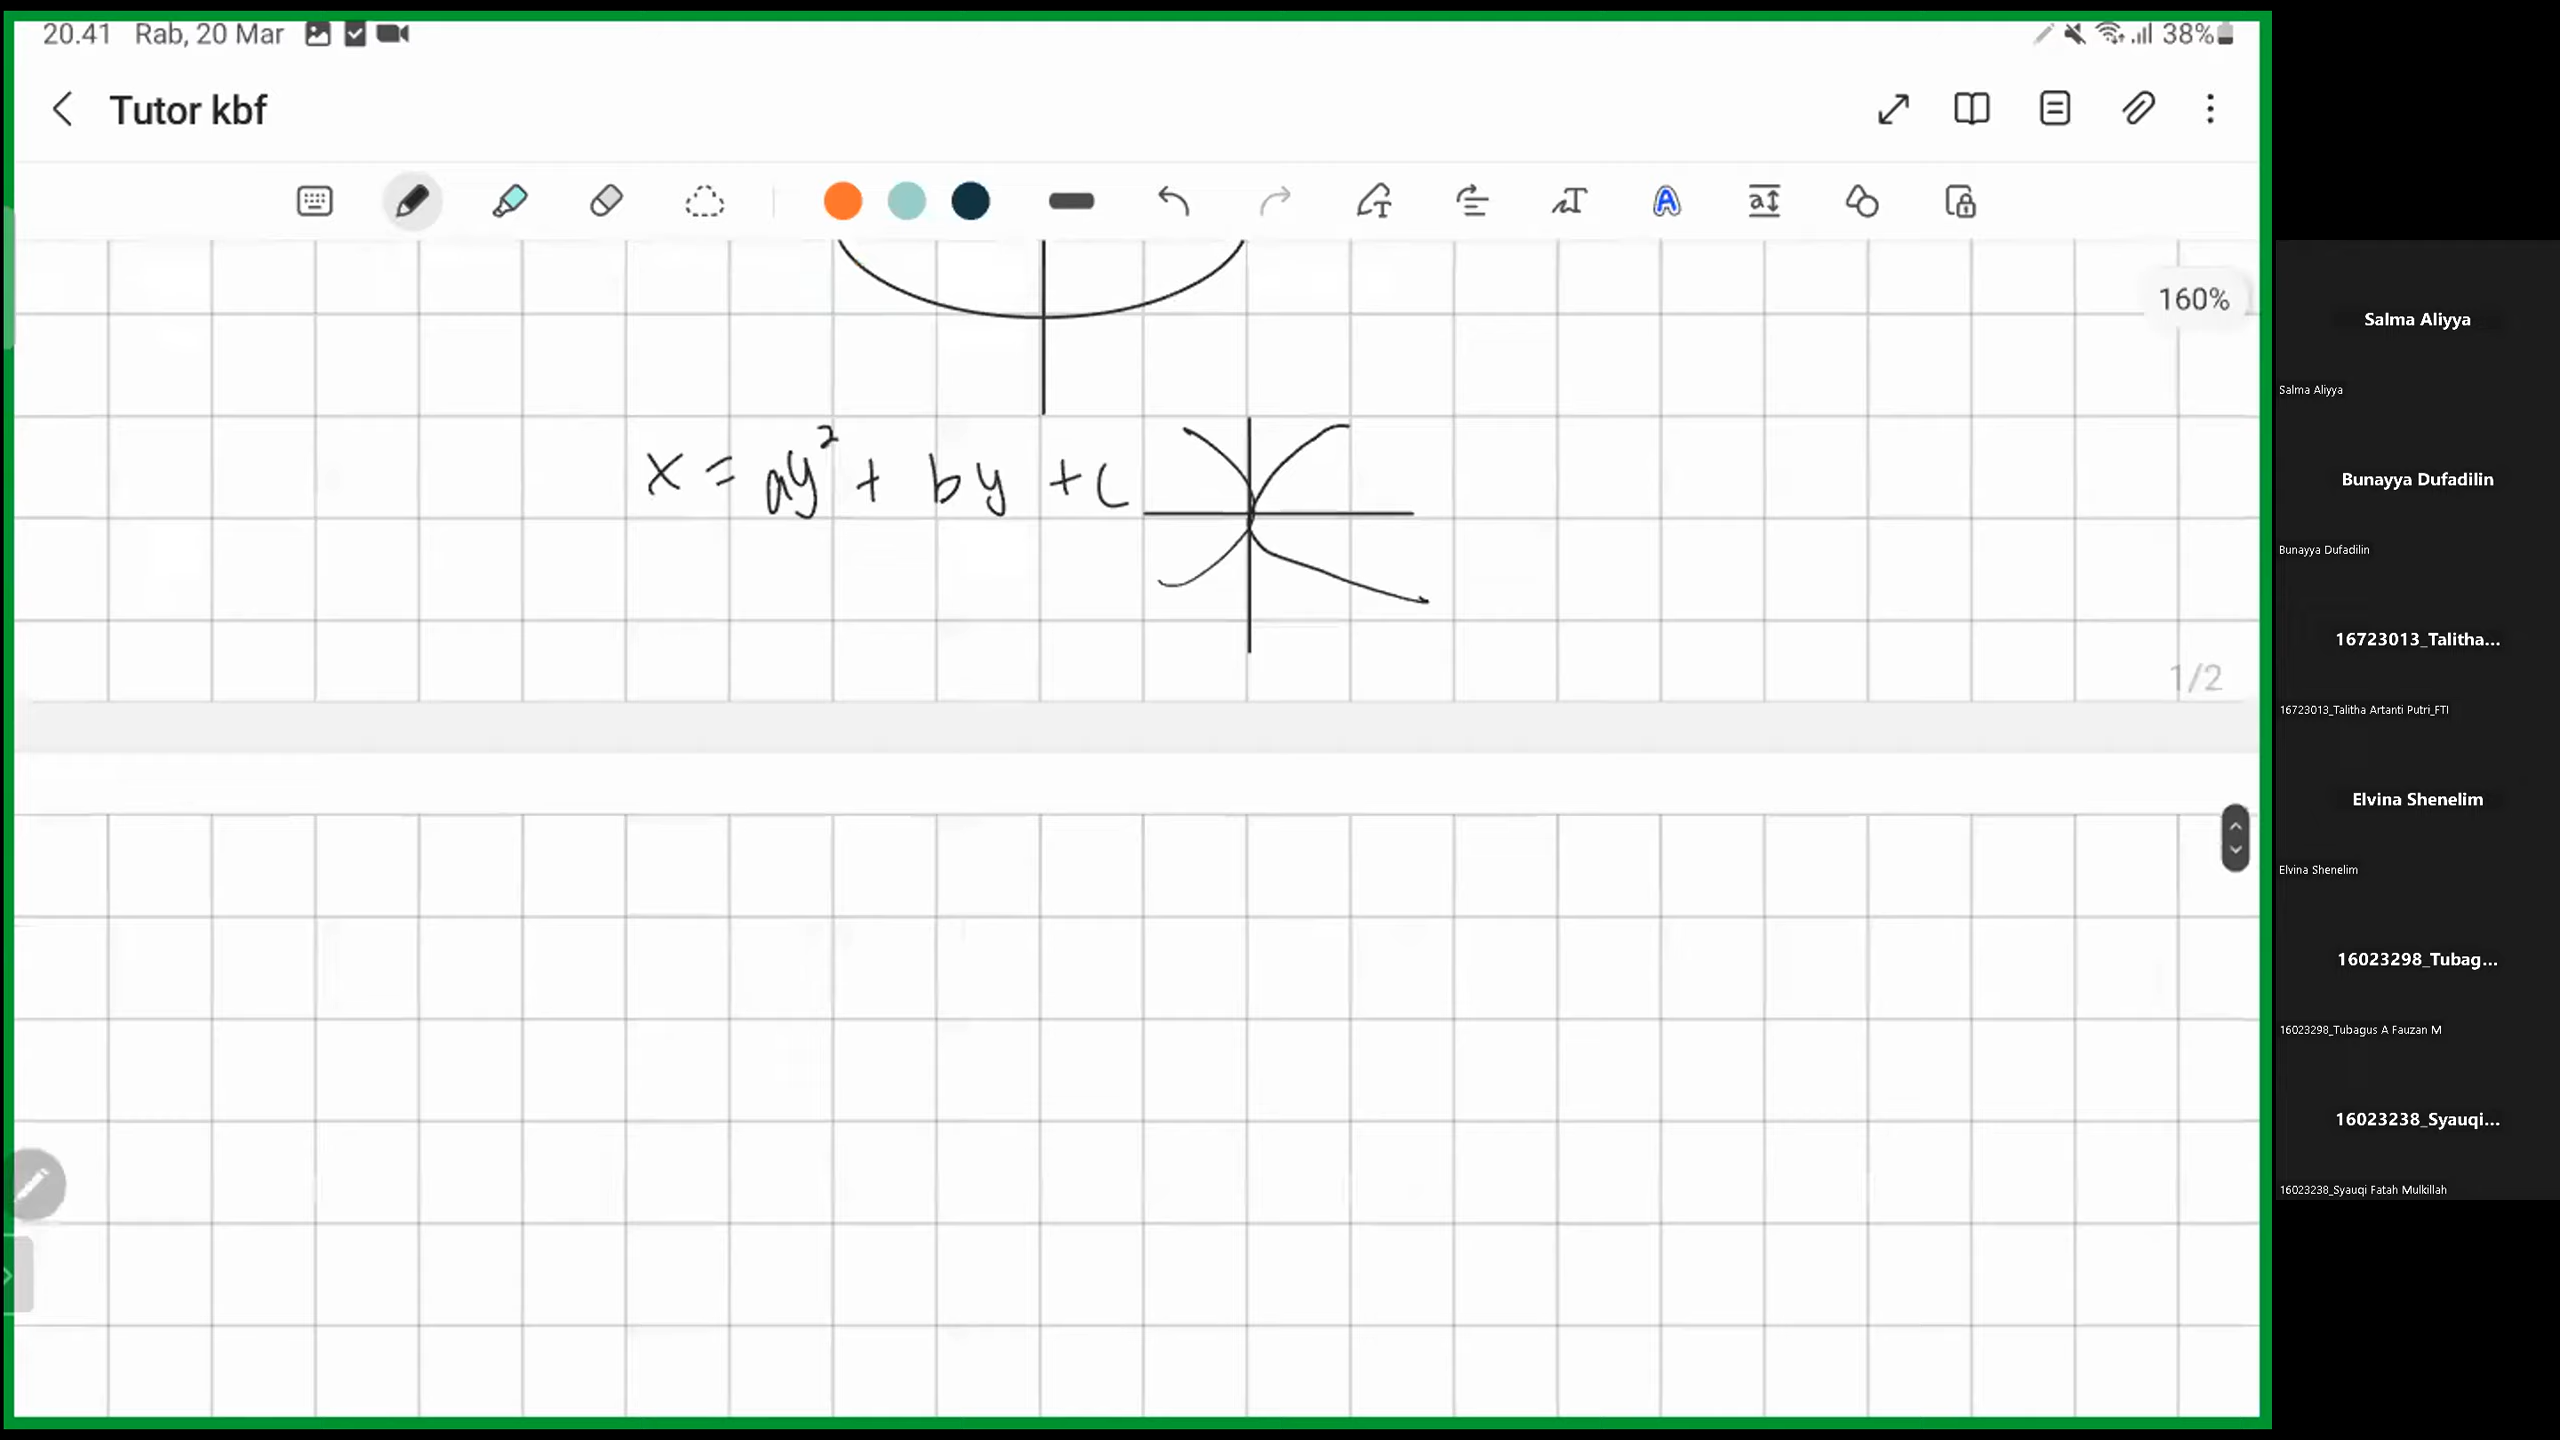 20.41 Rab, 20 Mar
38%
Tutor kbf
160%
x = ay² + by + c
1/2
Salma Aliyya
Salma Aliyya
Bunayya Dufadilin
Bunayya Dufadilin
16723013_Talitha...
16723013_Talitha Artanti Putri_FTI
Elvina Shenelim
Elvina Shenelim
16023298_Tubag...
16023298_Tubagus A Fauzan M
16023238_Syauqi...
16023238_Syauqi Fatah Mulkillah